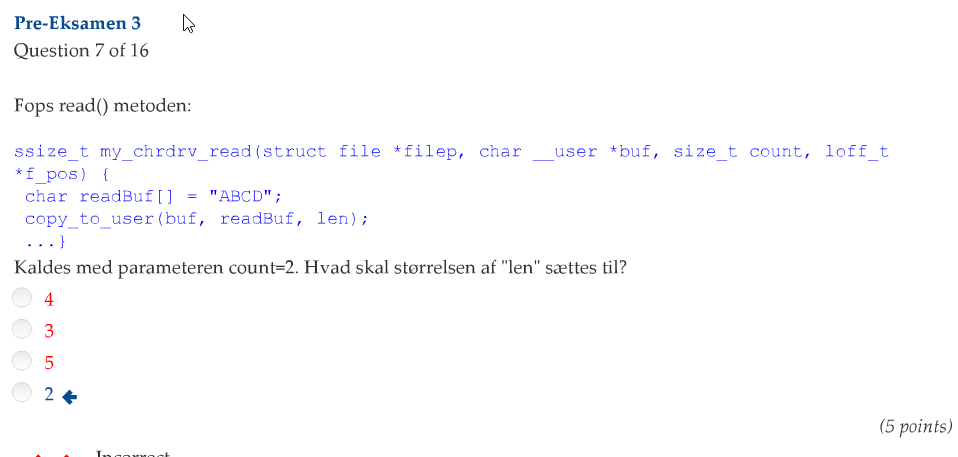 Pre-Eksamen 3
Question 7 of 16
Fops read() metoden:
ssize_t my_chrdrv_read(struct file *filep, char __user *buf, size_t count, loff_t
*f_pos) {
char readBuf[] = "ABCD";
copy_to_user(buf, readBuf, len);
...}
Kaldes med parameteren count=2. Hvad skal størrelsen af "len" sættes til?
4
3
5
2
(5 points)
Incorrect